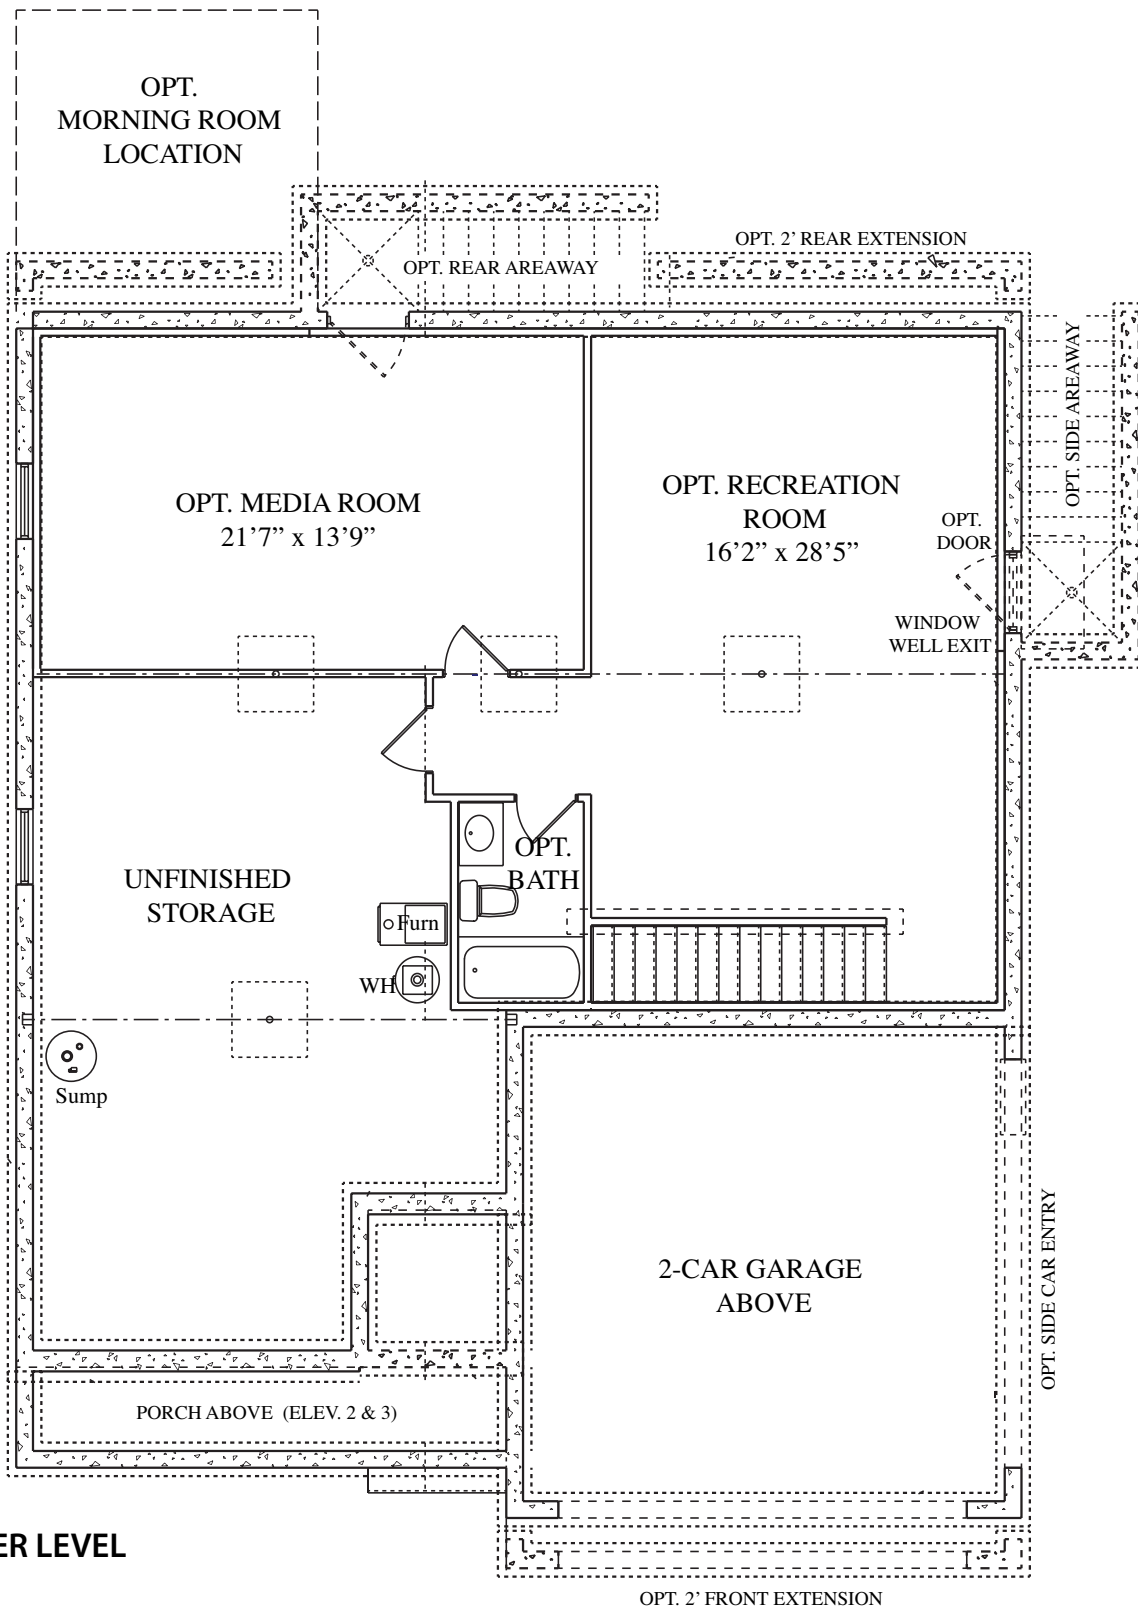 OPT.
MORNING ROOM
LOCATION
OPT. 2’ REAR EXTENSION
OPT. REAR AREAWAY
OPT. SIDE AREAWAY
OPT. MEDIA ROOM
21’7” x 13’9”
OPT. RECREATION
ROOM
16’2” x 28’5”
OPT.
DOOR
WINDOW
WELL EXIT
OPT.
BATH
UNFINISHED
STORAGE
Furn
WH
Sump
2-CAR GARAGE
ABOVE
OPT. SIDE CAR ENTRY
PORCH ABOVE (ELEV. 2 & 3)
ER LEVEL
OPT. 2’ FRONT EXTENSION